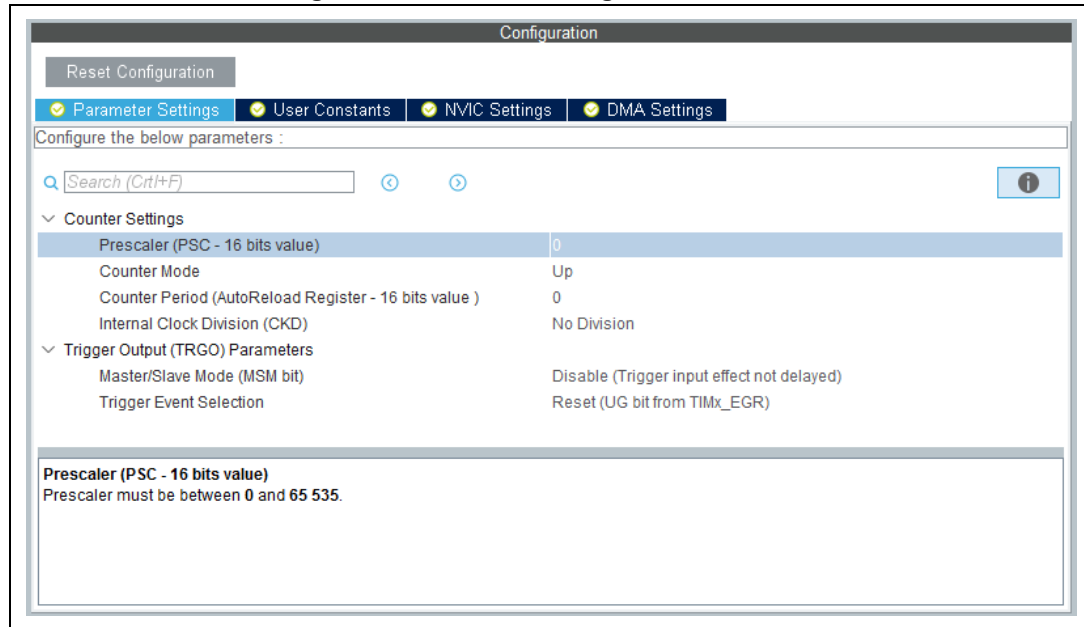 Configuration
Reset Configuration
Parameter Settings User Constants NVIC Settings DMA Settings
Configure the below parameters :
Search (Crtl+F)
Counter Settings
Prescaler (PSC - 16 bits value) 0
Counter Mode Up
Counter Period (AutoReload Register - 16 bits value ) 0
Internal Clock Division (CKD) No Division
Trigger Output (TRGO) Parameters
Master/Slave Mode (MSM bit) Disable (Trigger input effect not delayed)
Trigger Event Selection Reset (UG bit from TIMx_EGR)
Prescaler (PSC - 16 bits value)
Prescaler must be between 0 and 65 535.